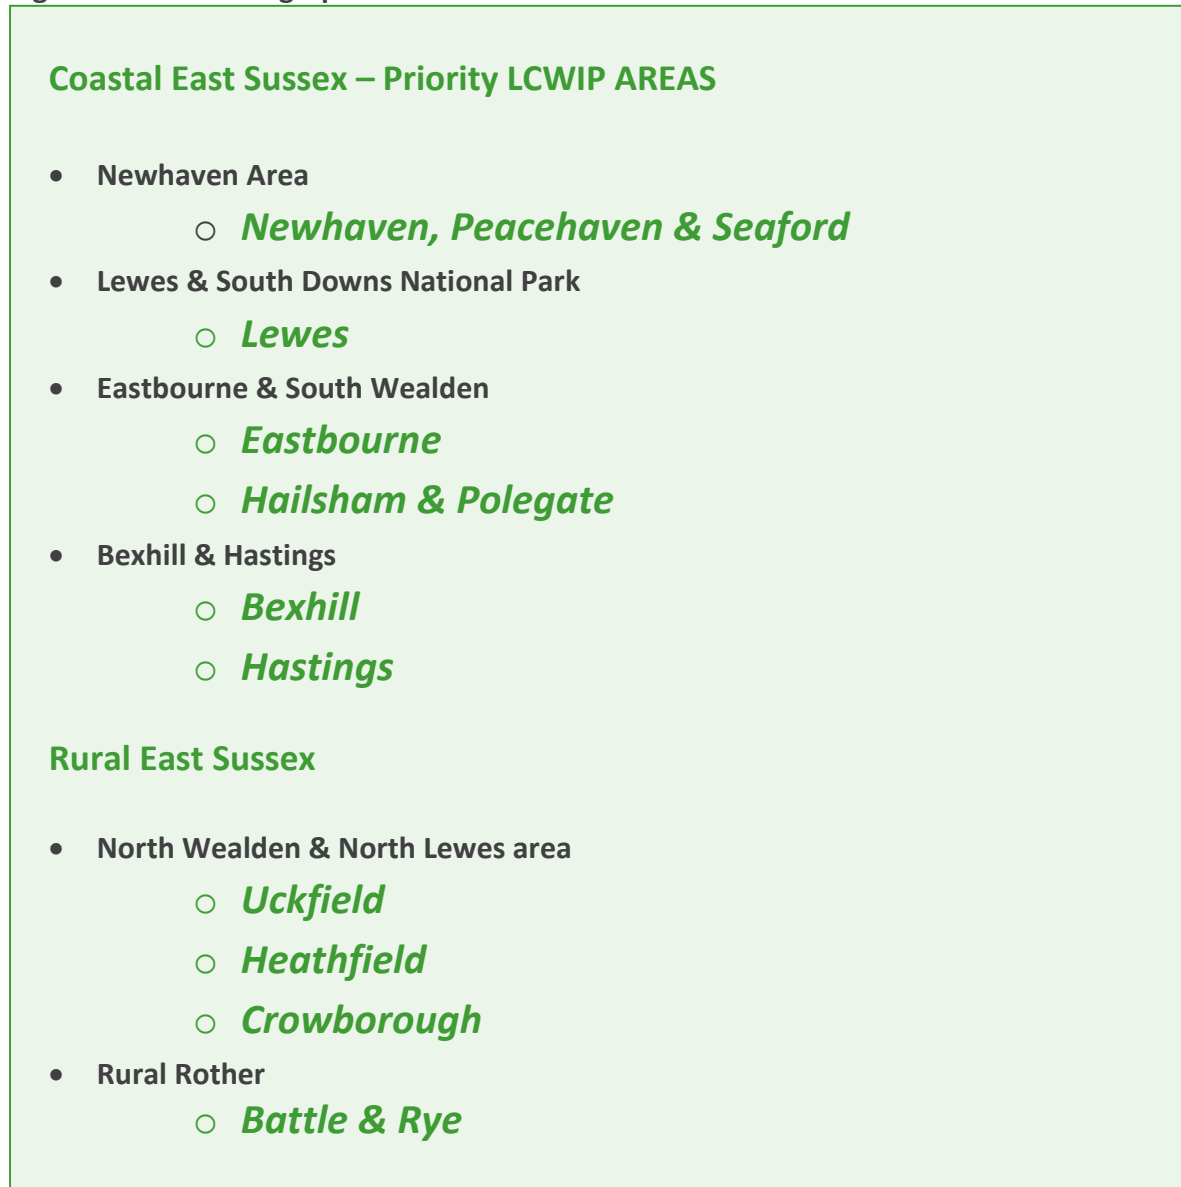 Coastal East Sussex – Priority LCWIP AREAS
• Newhaven Area
o Newhaven, Peacehaven & Seaford
• Lewes & South Downs National Park
o Lewes
• Eastbourne & South Wealden
o Eastbourne
o Hailsham & Polegate
• Bexhill & Hastings
o Bexhill
o Hastings
Rural East Sussex
• North Wealden & North Lewes area
o Uckfield
o Heathfield
o Crowborough
• Rural Rother
o Battle & Rye